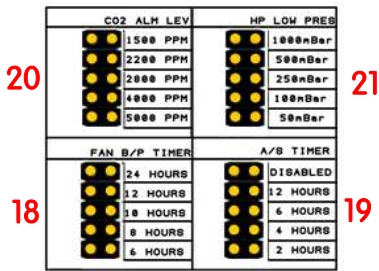 CO2 ALM LEV
1500 PPM
2200 PPM
2800 PPM
4000 PPM
5000 PPM
20
HP LOW PRES
1000mBar
500mBar
250mBar
100mBar
50mBar
21
FAN B/P TIMER
24 HOURS
12 HOURS
10 HOURS
8 HOURS
6 HOURS
18
A/S TIMER
DISABLED
12 HOURS
6 HOURS
4 HOURS
2 HOURS
19